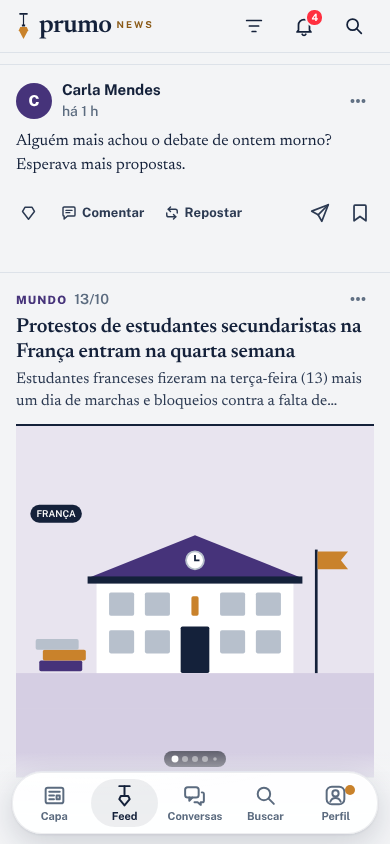 prumo NEWS
4
C
Carla Mendes
há 1 h
Alguém mais achou o debate de ontem morno?
Esperava mais propostas.
Comentar
Repostar
MUNDO 13/10
Protestos de estudantes secundaristas na
França entram na quarta semana
Estudantes franceses fizeram na terça-feira (13) mais
um dia de marchas e bloqueios contra a falta de...
FRANÇA
Capa
Feed
Conversas
Buscar
Perfil